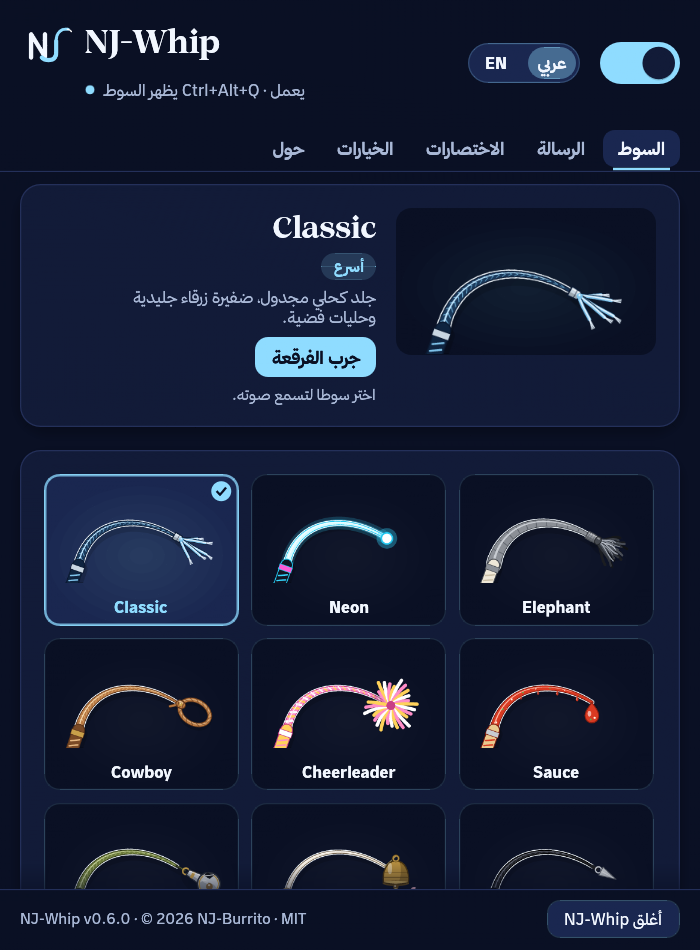 NJ
NJ-Whip
يعمل · Ctrl+Alt+Q يظهر السوط
EN
عربي
السوط
الرسالة
الاختصارات
الخيارات
حول
Classic
أسرع
جلد كحلي مجدول، ضفيرة زرقاء جليدية
وحليات فضية.
جرب الفرقعة
اختر سوطا لتسمع صوته.
Classic
Neon
Elephant
Cowboy
Cheerleader
Sauce
NJ-Whip v0.6.0 · © 2026 NJ-Burrito · MIT
أغلق NJ-Whip